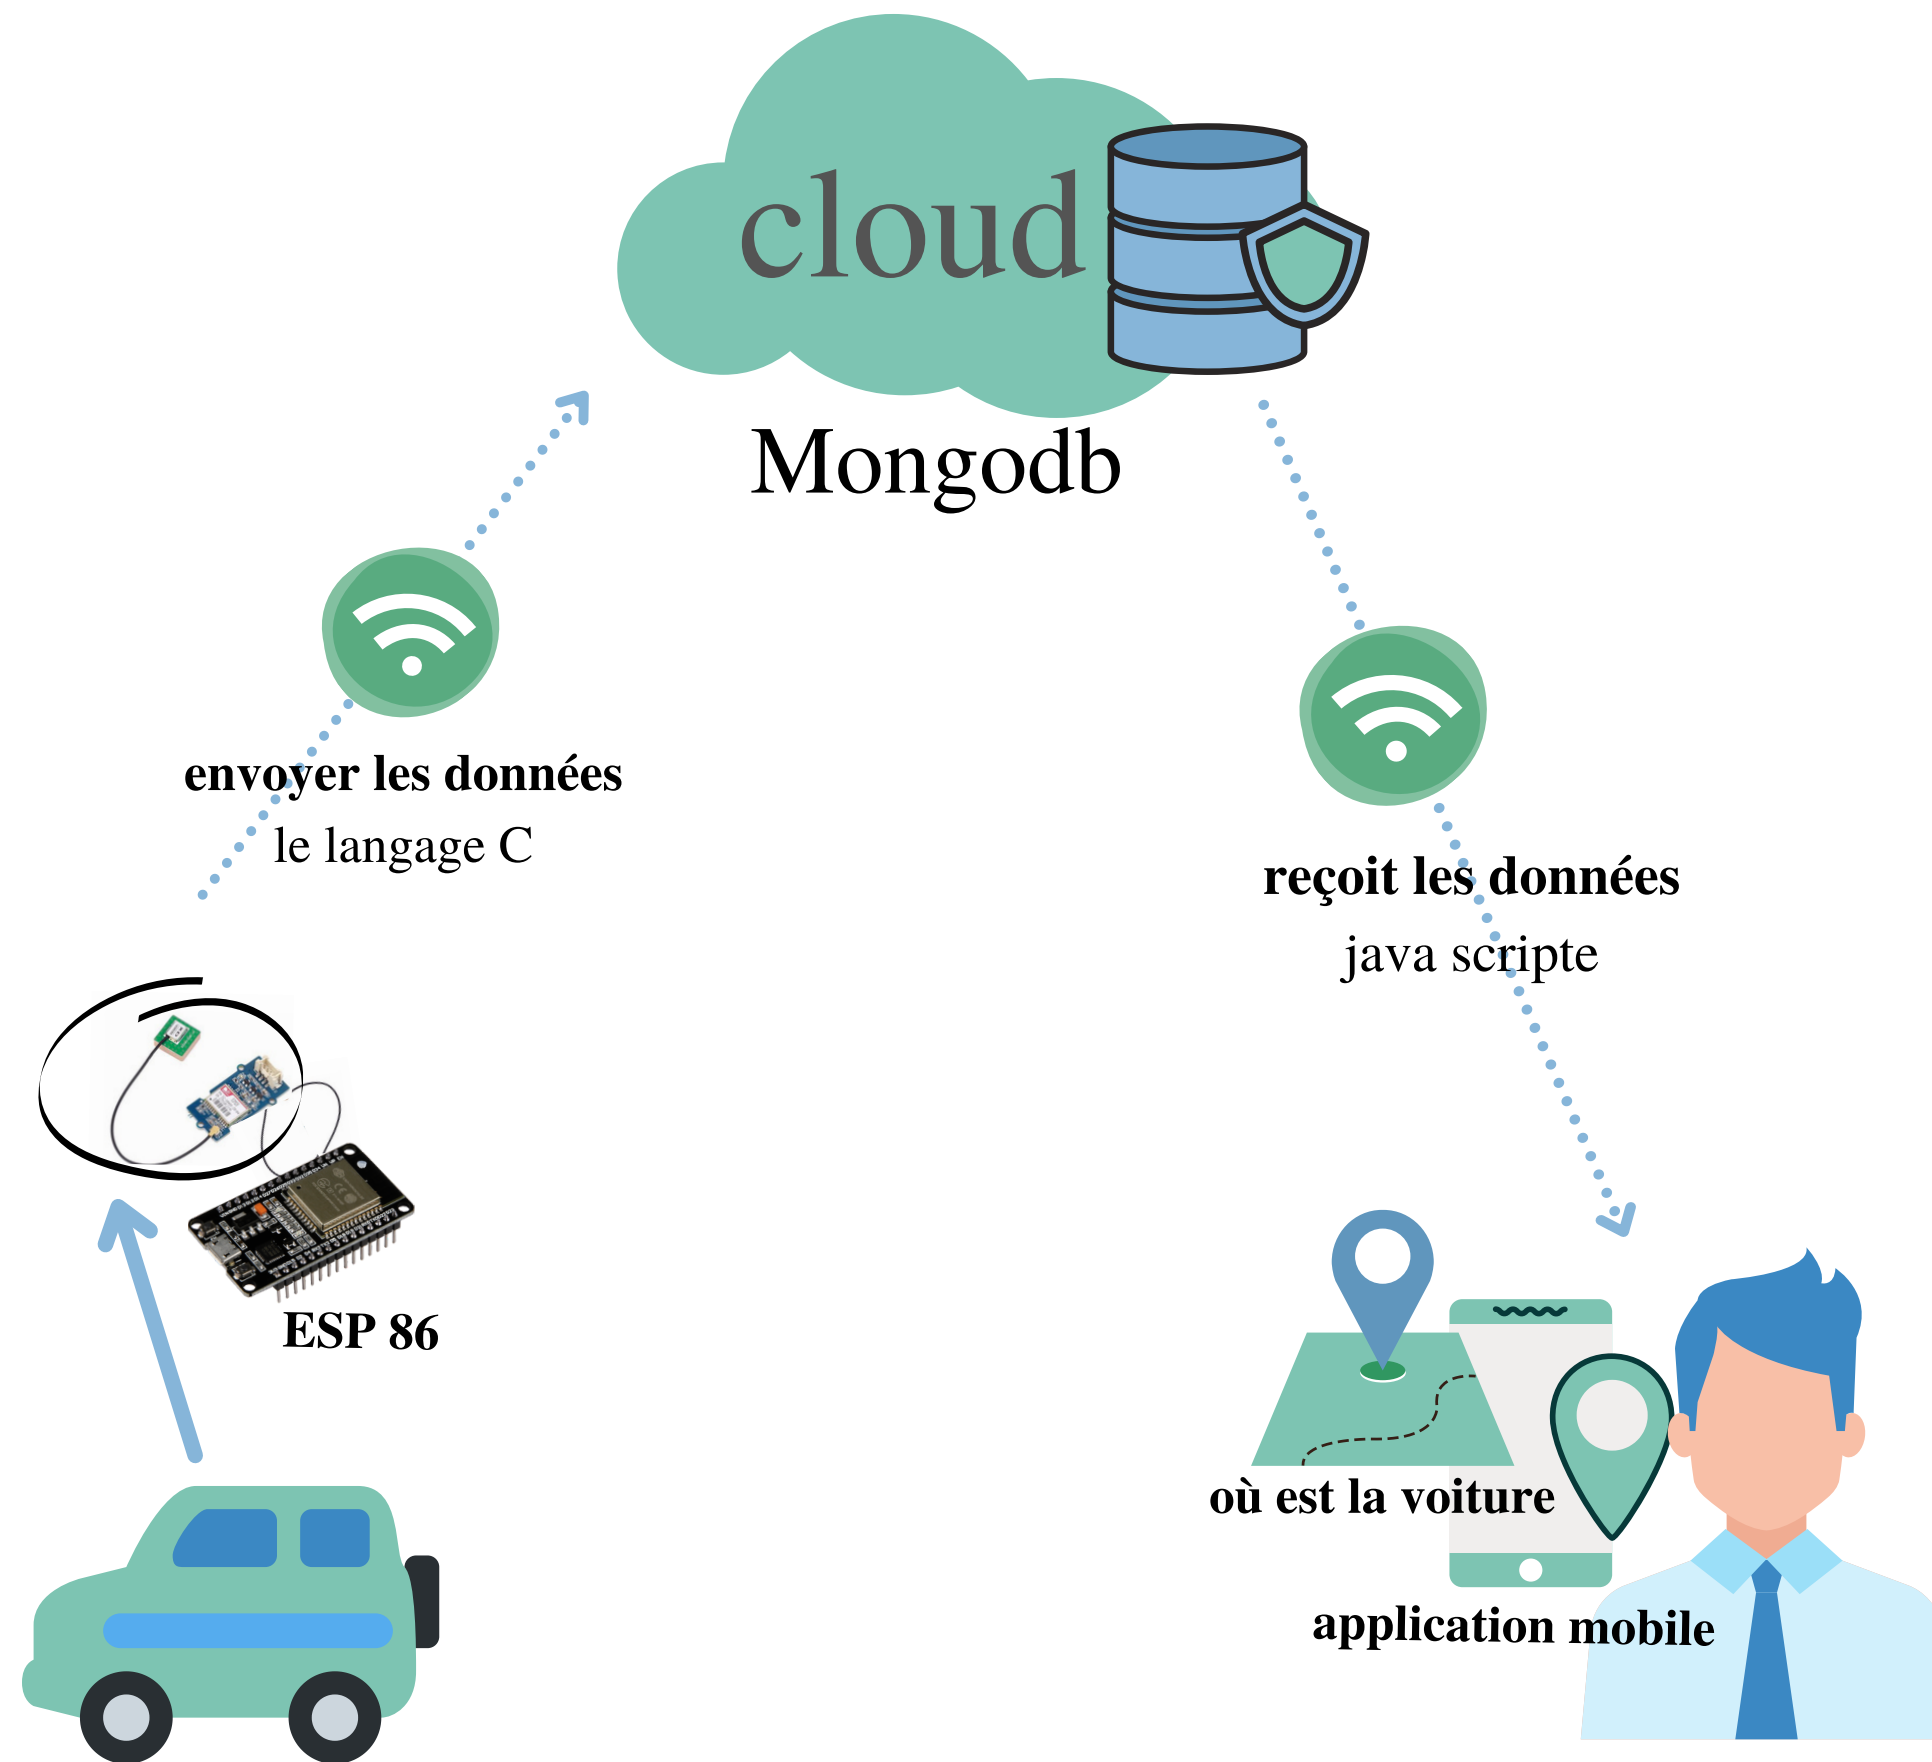 cloud
Mongodb
envoyer les données
le langage C
reçoit les données
java scripte
ESP 86
où est la voiture
application mobile